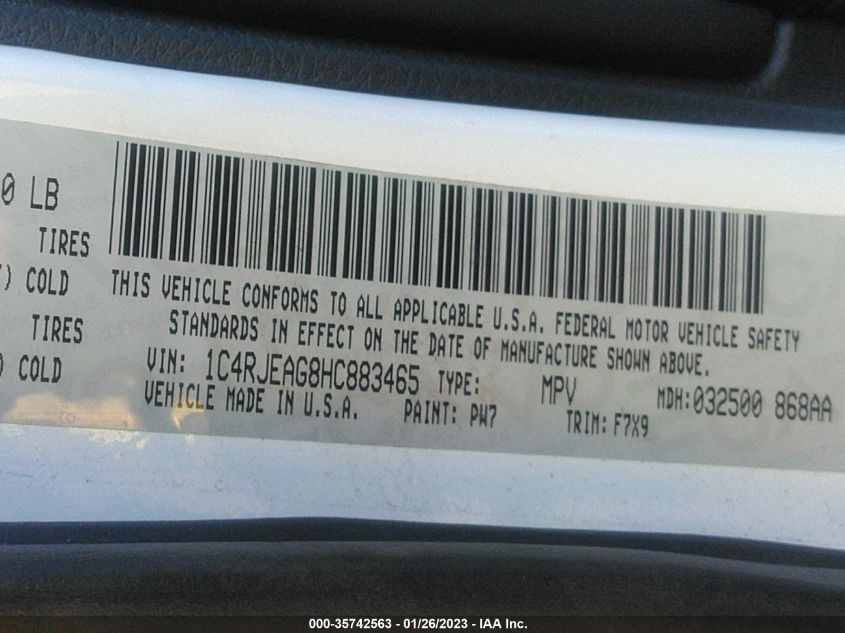 0 LB
TIRES
) COLD
TIRES
) COLD
THIS VEHICLE CONFORMS TO ALL APPLICABLE U.S.A. FEDERAL MOTOR VEHICLE SAFETY
STANDARDS IN EFFECT ON THE DATE OF MANUFACTURE SHOWN ABOVE.
VIN: 1C4RJEAG8HC883465 TYPE: MPV MDH:032500 868AA
VEHICLE MADE IN U.S.A. PAINT: PW7 TRIM: F7X9
000-35742563 - 01/26/2023 - IAA Inc.